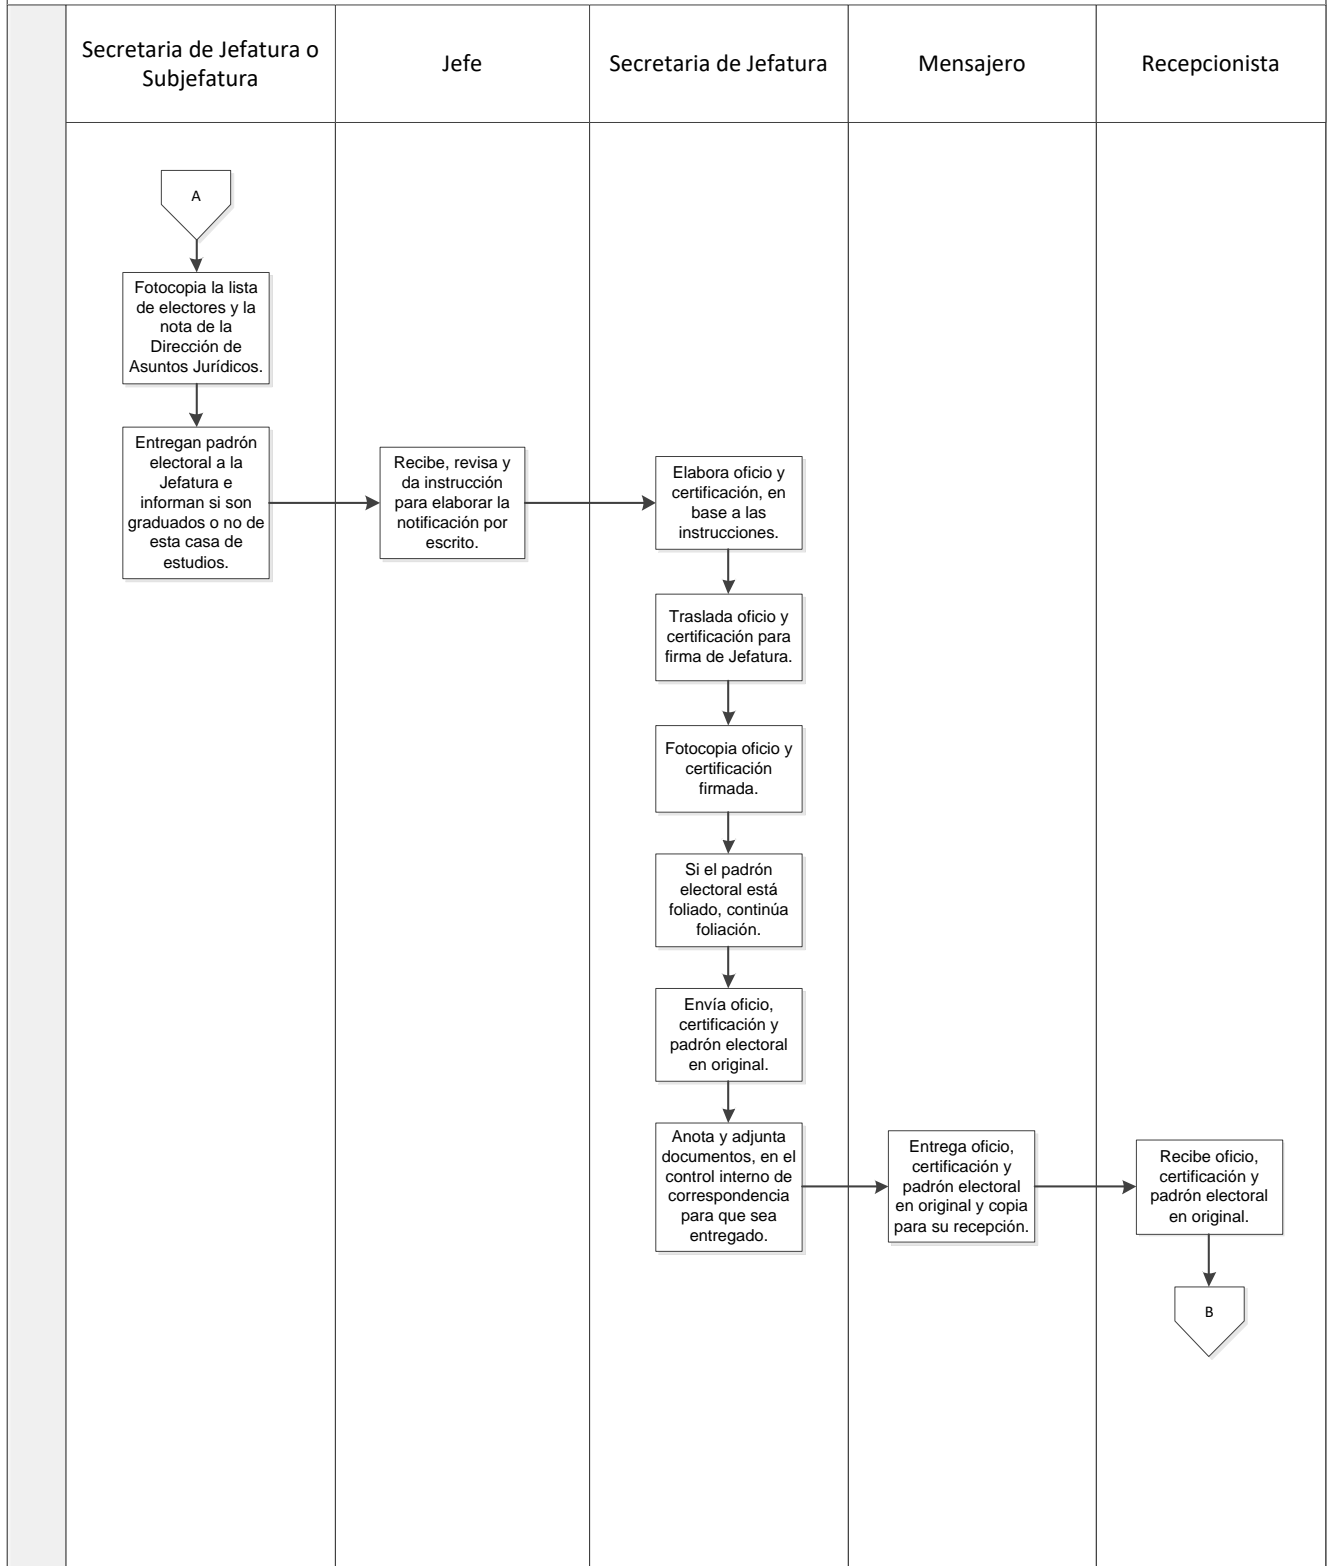 Secretaria de Jefatura o
Subjefatura
Jefe
Secretaria de Jefatura
Mensajero
Recepcionista
A
Fotocopia la lista
de electores y la
nota de la
Dirección de
Asuntos Jurídicos.
Entregan padrón
electoral a la
Jefatura e
informan si son
graduados o no de
esta casa de
estudios.
Recibe, revisa y
da instrucción
para elaborar la
notificación por
escrito.
Elabora oficio y
certificación, en
base a las
instrucciones.
Traslada oficio y
certificación para
firma de Jefatura.
Fotocopia oficio y
certificación
firmada.
Si el padrón
electoral está
foliado, continúa
foliación.
Envía oficio,
certificación y
padrón electoral
en original.
Anota y adjunta
documentos, en el
control interno de
correspondencia
para que sea
entregado.
Entrega oficio,
certificación y
padrón electoral
en original y copia
para su recepción.
Recibe oficio,
certificación y
padrón electoral
en original.
B